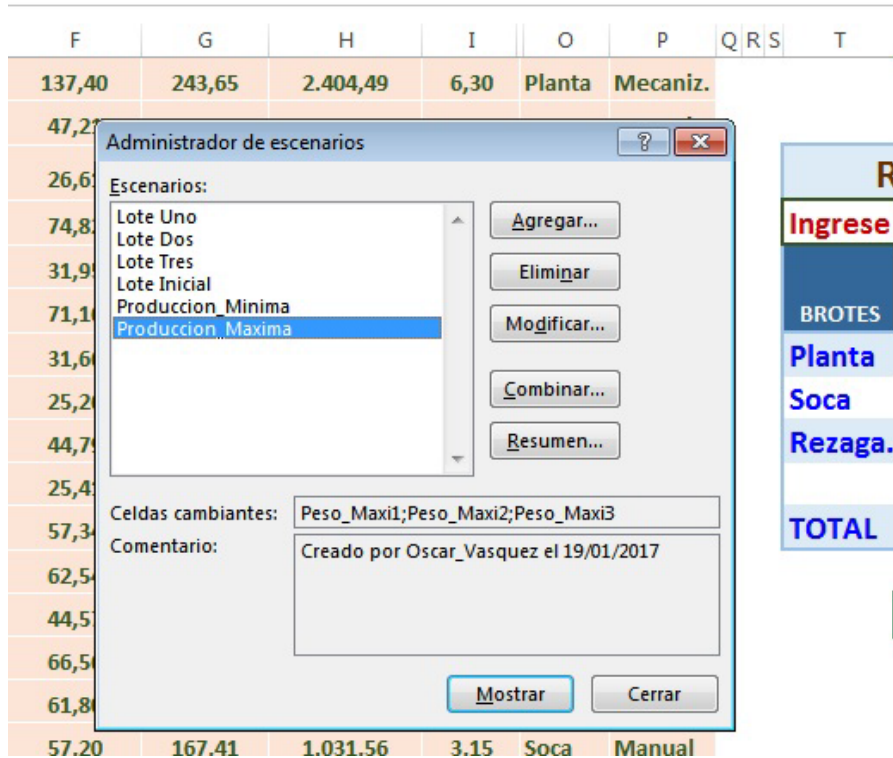 F G H I O P Q R S T
137,40 243,65 2.404,49 6,30 Planta Mecaniz.
Administrador de escenarios
Escenarios:
Lote Uno
Lote Dos
Lote Tres
Lote Inicial
Produccion_Minima
Produccion_Maxima
Agregar...
Eliminar
Modificar...
Combinar...
Resumen...
Celdas cambiantes: Peso_Maxi1;Peso_Maxi2;Peso_Maxi3
Comentario: Creado por Oscar_Vasquez el 19/01/2017
Mostrar Cerrar
57,20 167,41 1.031,56 3,15 Soca Manual
R
Ingrese
BROTES
Planta
Soca
Rezaga.
TOTAL